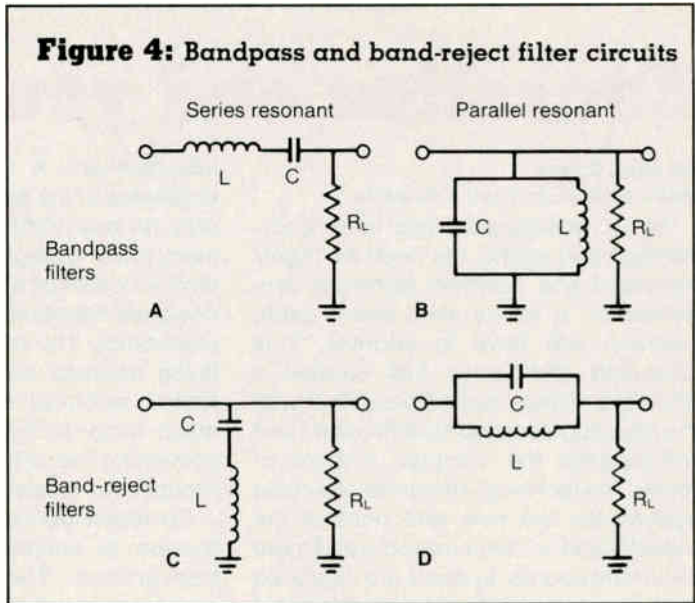 Figure 4: Bandpass and band-reject filter circuits
Series resonant
Parallel resonant
L
C
RL
Bandpass
filters
A
C
L
RL
B
C
L
RL
Band-reject
filters
C
C
L
RL
D